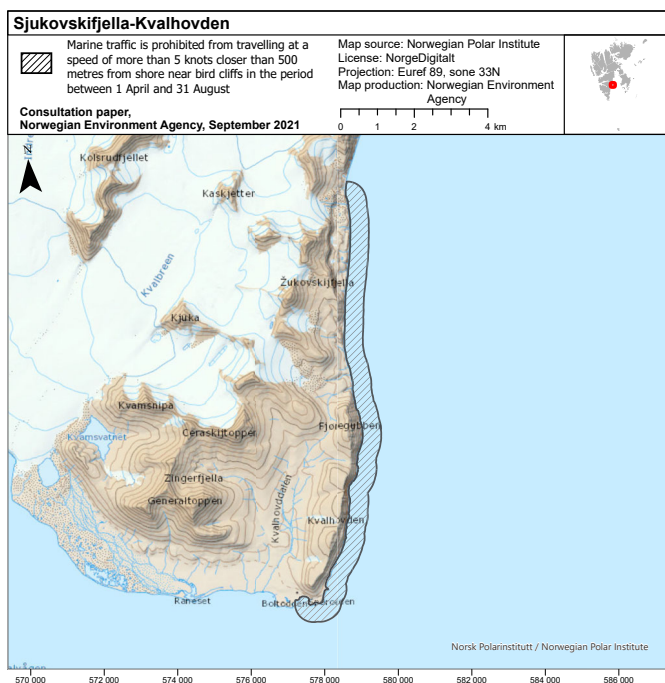 Sjukovskifjella-Kvalhovden
Marine traffic is prohibited from travelling at a
speed of more than 5 knots closer than 500
metres from shore near bird cliffs in the period
between 1 April and 31 August
Consultation paper,
Norwegian Environment Agency, September 2021
Map source: Norwegian Polar Institute
License: NorgeDigitalt
Projection: Euref 89, sone 33N
Map production: Norwegian Environment
Agency
0 1 2 4 km
N
Kolsrudfjellet
Kaskjetter
Kvalbreen
Žukovskijfjella
Kjuka
Kvamsnipa
Fjoregubben
Kvamsvatnet
Ceraskijtoppen
Zingerfjella
Generaltoppen
Kvalhovddalen
Kvalhovden
Raneset
Boltodden
Norsk Polarinstitutt / Norwegian Polar Institute
570 000 572 000 574 000 576 000 578 000 580 000 582 000 584 000 586 000